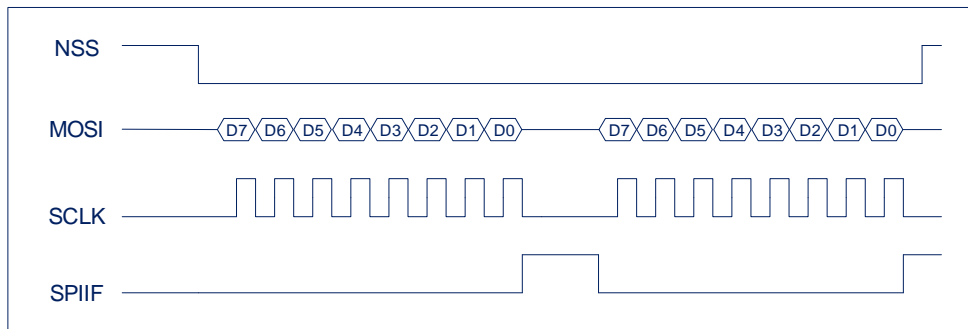 NSS
MOSI D7 D6 D5 D4 D3 D2 D1 D0 D7 D6 D5 D4 D3 D2 D1 D0
SCLK
SPIIF